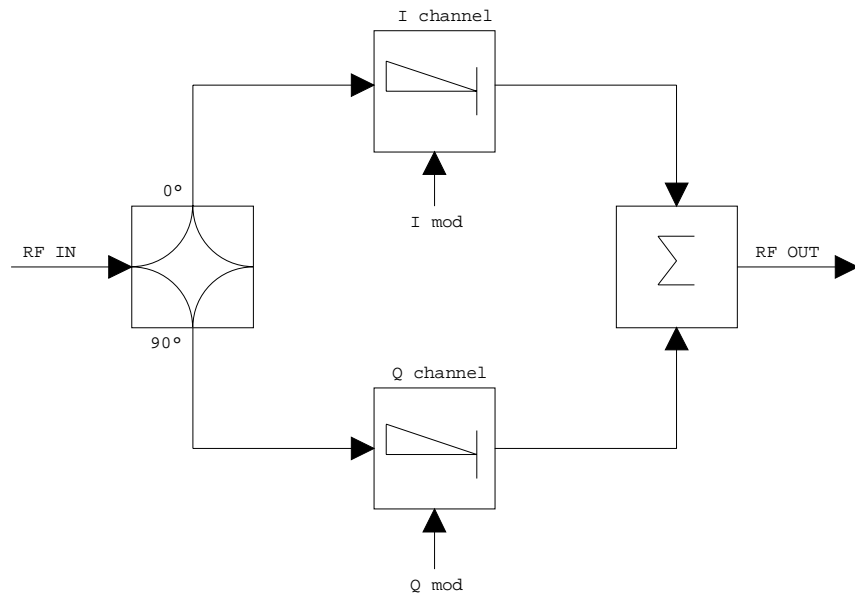 I channel
0°
I mod
RF IN
Σ
RF OUT
90°
Q channel
Q mod